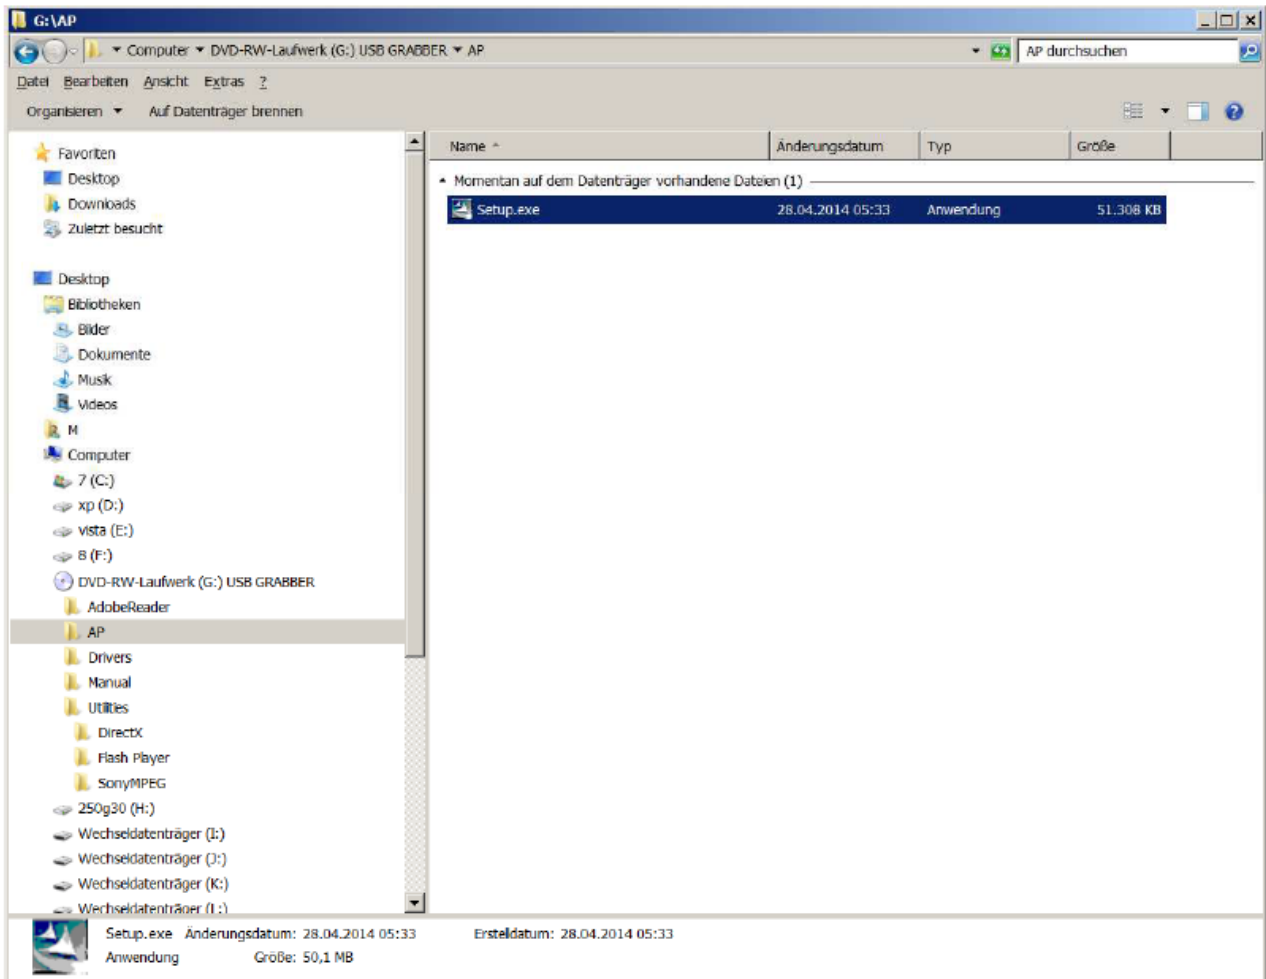 G:\AP
Computer DVD-RW-Laufwerk (G:) USB GRABBER AP
AP durchsuchen
Datei Bearbeiten Ansicht Extras ?
Organisieren Auf Datenträger brennen
Name Änderungsdatum Typ Größe
Momentan auf dem Datenträger vorhandene Dateien (1)
Setup.exe 28.04.2014 05:33 Anwendung 51.308 KB
Favoriten
Desktop
Downloads
Zuletzt besucht
Desktop
Bibliotheken
Bilder
Dokumente
Musik
Videos
M
Computer
7 (C:)
xp (D:)
vista (E:)
8 (F:)
DVD-RW-Laufwerk (G:) USB GRABBER
AdobeReader
AP
Drivers
Manual
Utilities
DirectX
Flash Player
SonyMPEG
250g30 (H:)
Wechseldatenträger (I:)
Wechseldatenträger (J:)
Wechseldatenträger (K:)
Wechseldatenträger (L:)
Setup.exe Änderungsdatum: 28.04.2014 05:33 Erstelldatum: 28.04.2014 05:33
Anwendung Größe: 50,1 MB